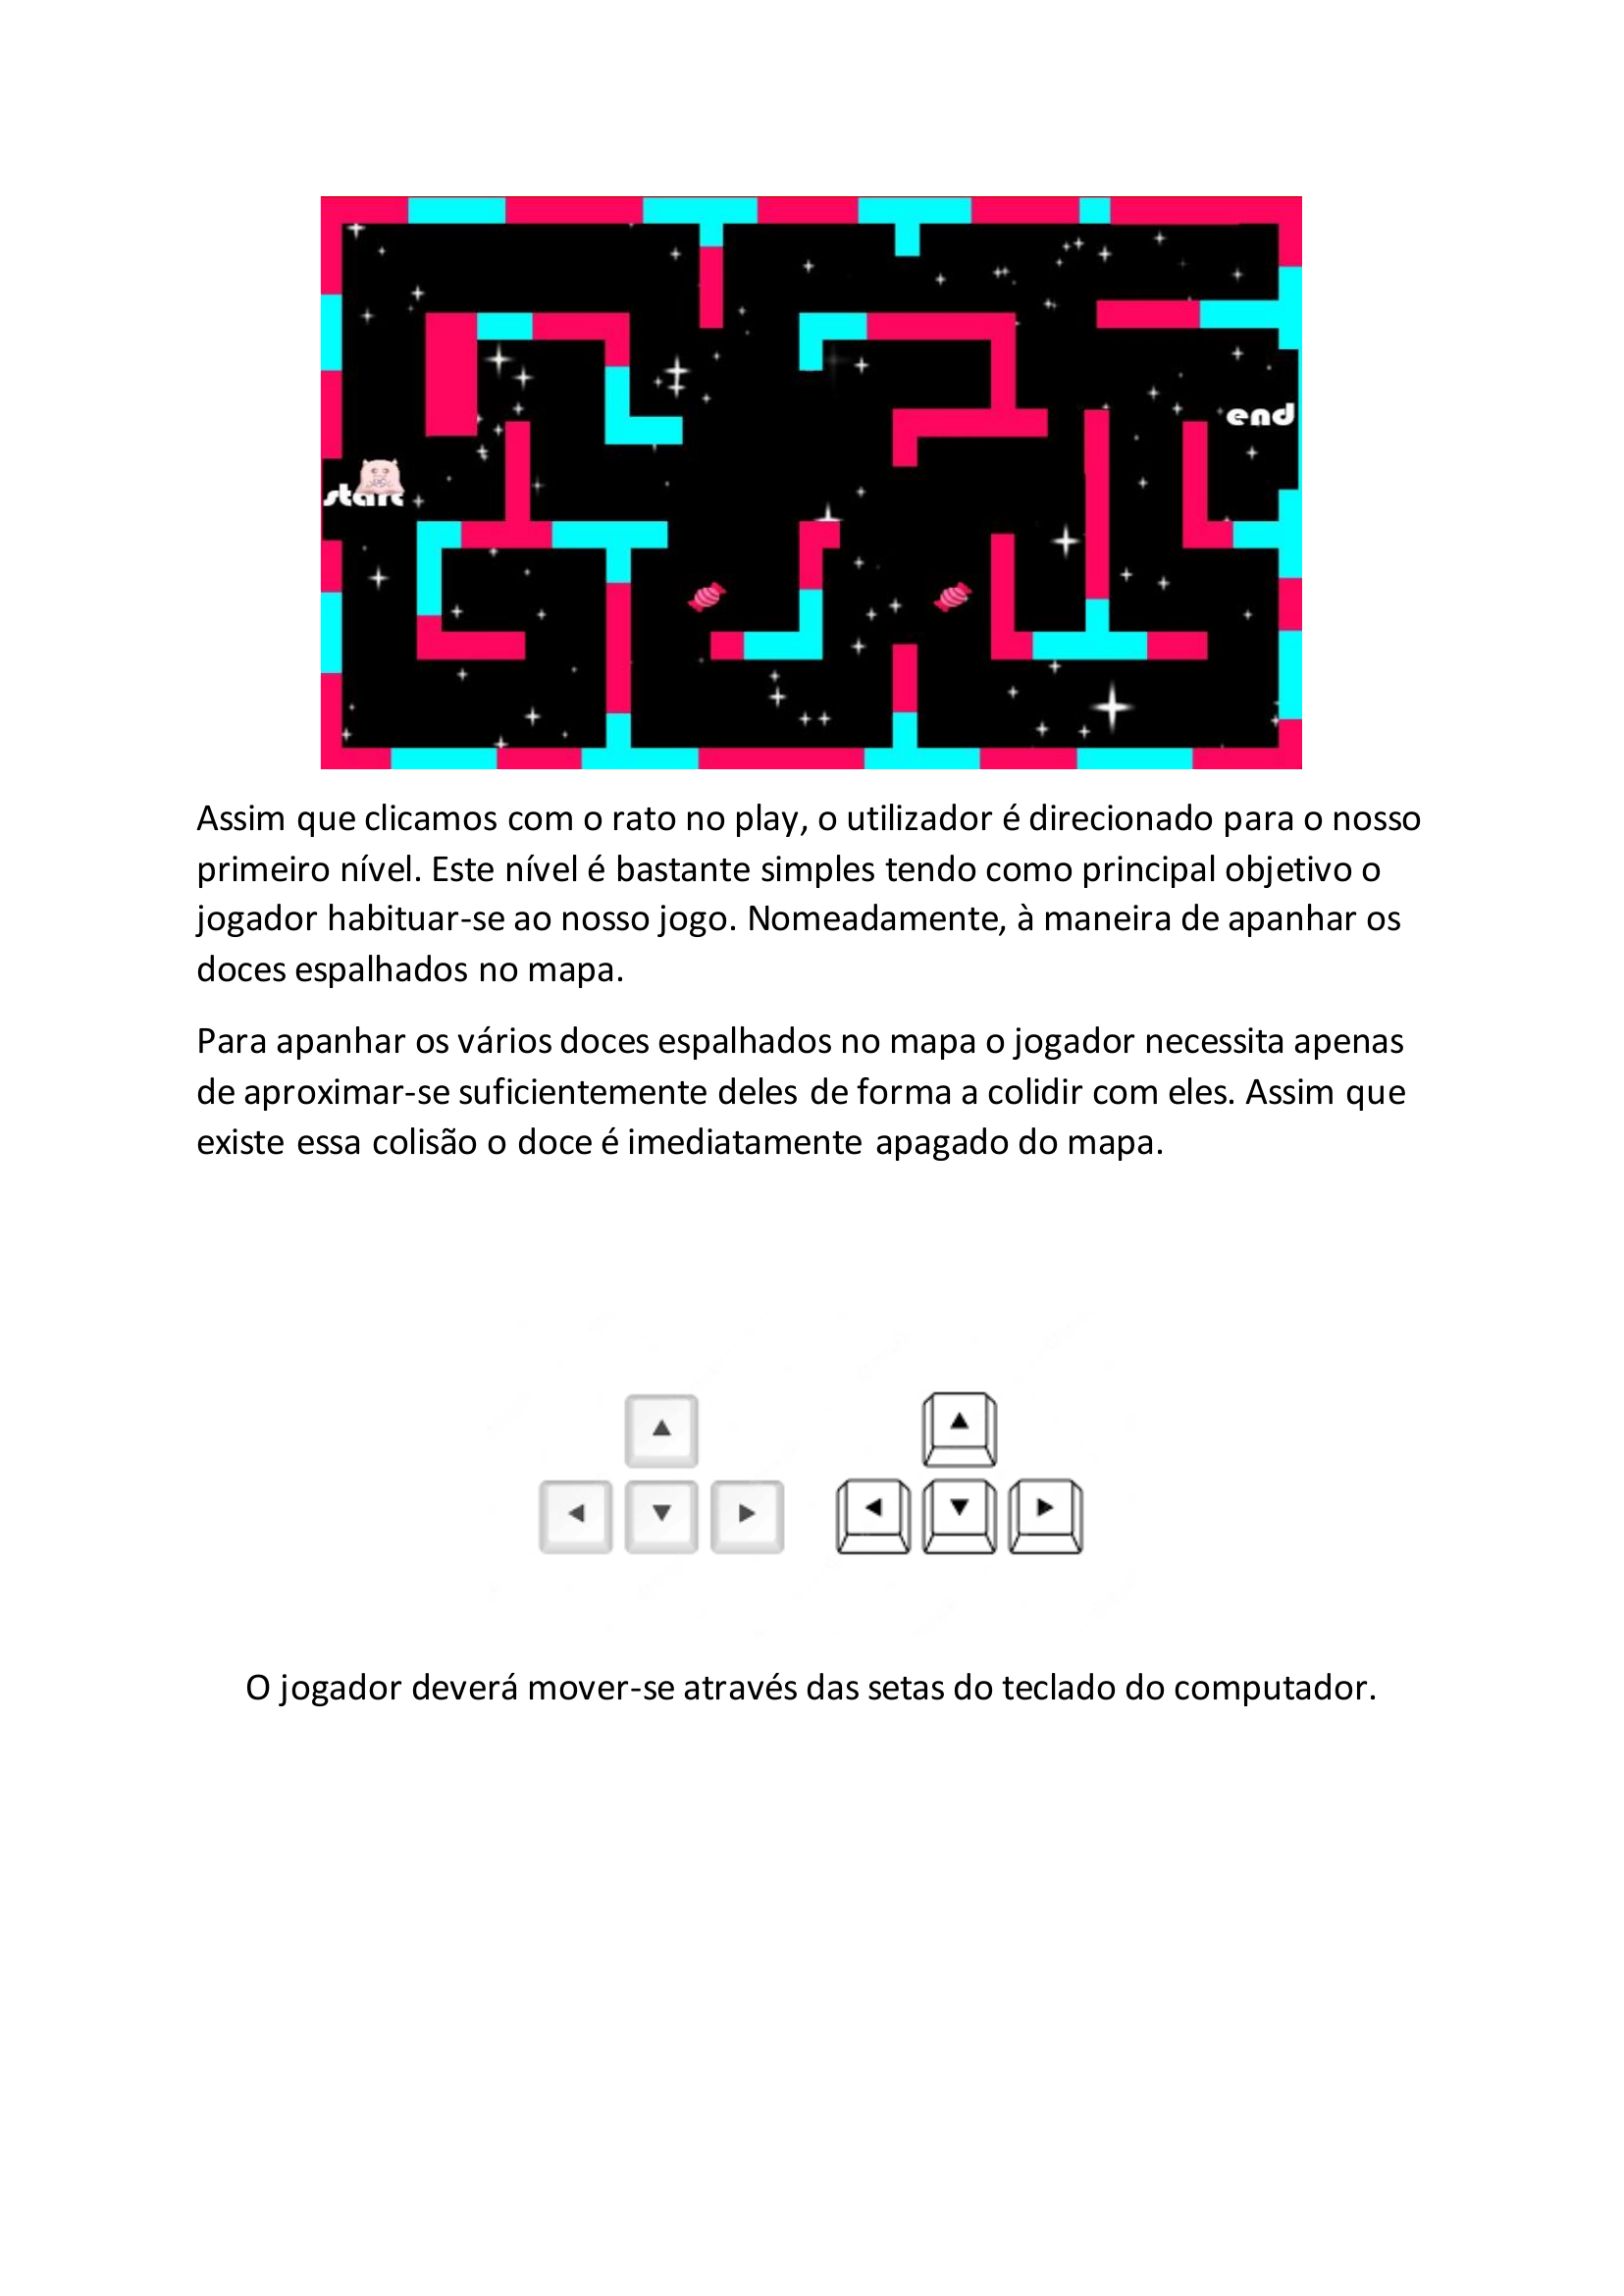 end
start
Assim que clicamos com o rato no play, o utilizador é direcionado para o nosso
primeiro nível. Este nível é bastante simples tendo como principal objetivo o
jogador habituar-se ao nosso jogo. Nomeadamente, à maneira de apanhar os
doces espalhados no mapa.
Para apanhar os vários doces espalhados no mapa o jogador necessita apenas
de aproximar-se suficientemente deles de forma a colidir com eles. Assim que
existe essa colisão o doce é imediatamente apagado do mapa.
O jogador deverá mover-se através das setas do teclado do computador.